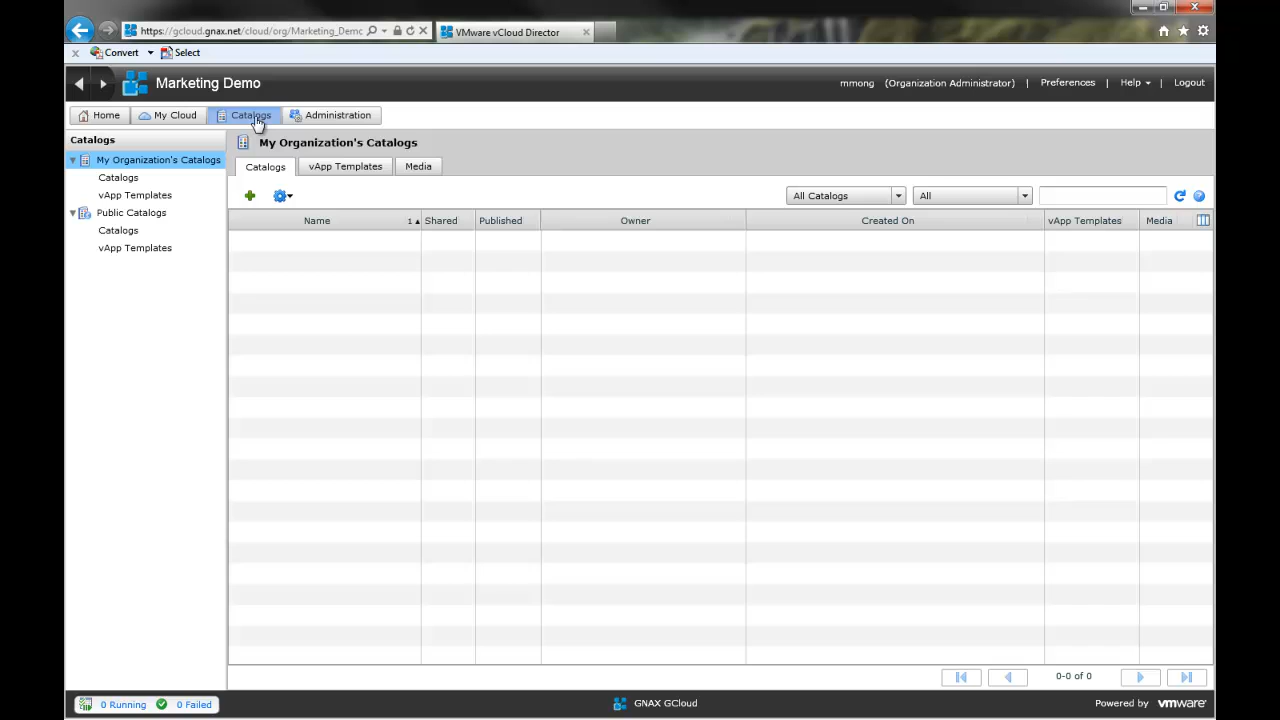 https://gcloud.gnax.net/cloud/org/Marketing_Demo
VMware vCloud Director
Convert
Select
Marketing Demo
mmong (Organization Administrator) | Preferences | Help | Logout
Home
My Cloud
Catalogs
Administration
Catalogs
My Organization's Catalogs
Catalogs
vApp Templates
Public Catalogs
Catalogs
vApp Templates
My Organization's Catalogs
Catalogs
vApp Templates
Media
All Catalogs
All
Name 1 Shared Published Owner Created On vApp Templates Media
0-0 of 0
0 Running 0 Failed
GNAX GCloud
Powered by vmware